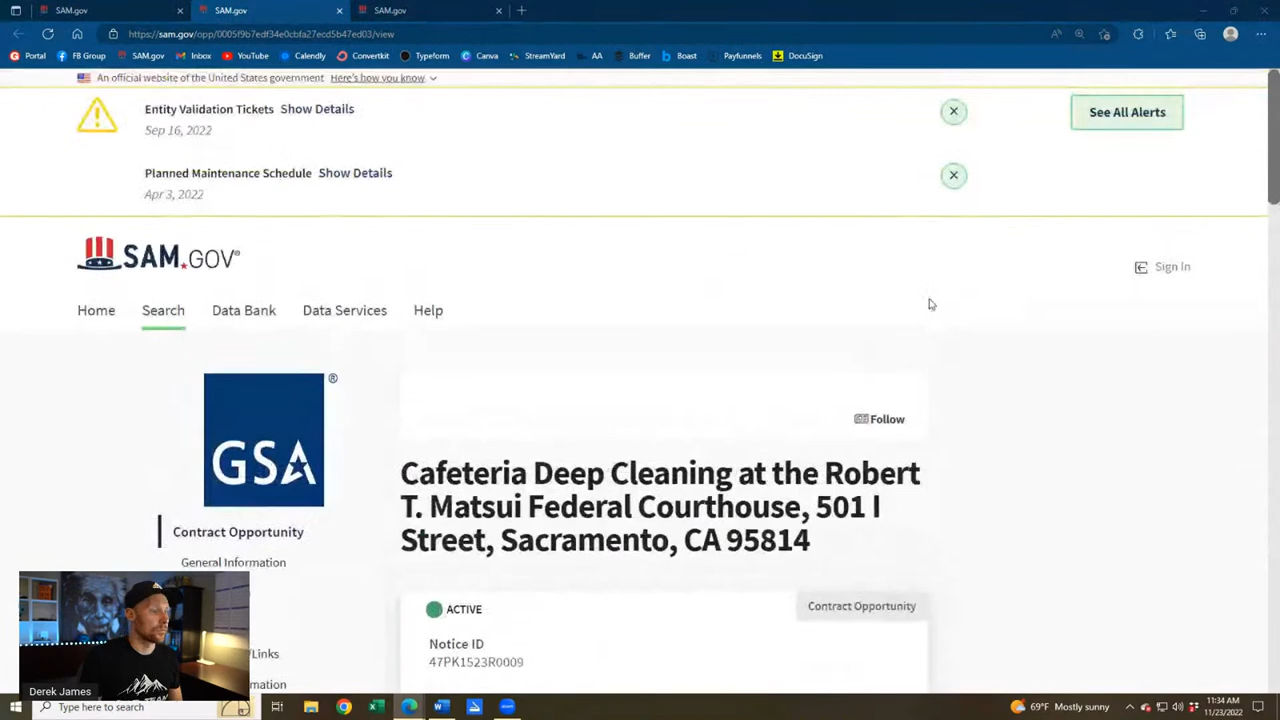 SAM.gov
SAM.gov
SAM.gov
https://sam.gov/opp/0005f9b7edf34e0cbfa27ecd5b47ed03/view
Portal FB Group SAM.gov Inbox YouTube Calendly Convertkit Typeform Canva StreamYard AA Buffer Boast Payfunnels DocuSign
An official website of the United States government Here's how you know
Entity Validation Tickets Show Details
Sep 16, 2022
See All Alerts
Planned Maintenance Schedule Show Details
Apr 3, 2022
SAM.GOV®
Sign In
Home Search Data Bank Data Services Help
GSA ®
Follow
Cafeteria Deep Cleaning at the Robert
T. Matsui Federal Courthouse, 501 I
Street, Sacramento, CA 95814
Contract Opportunity
General Information
/Links
ACTIVE
Contract Opportunity
Notice ID
47PK1523R0009
Derek James
Type here to search
69°F Mostly sunny
11:34 AM
11/23/2022